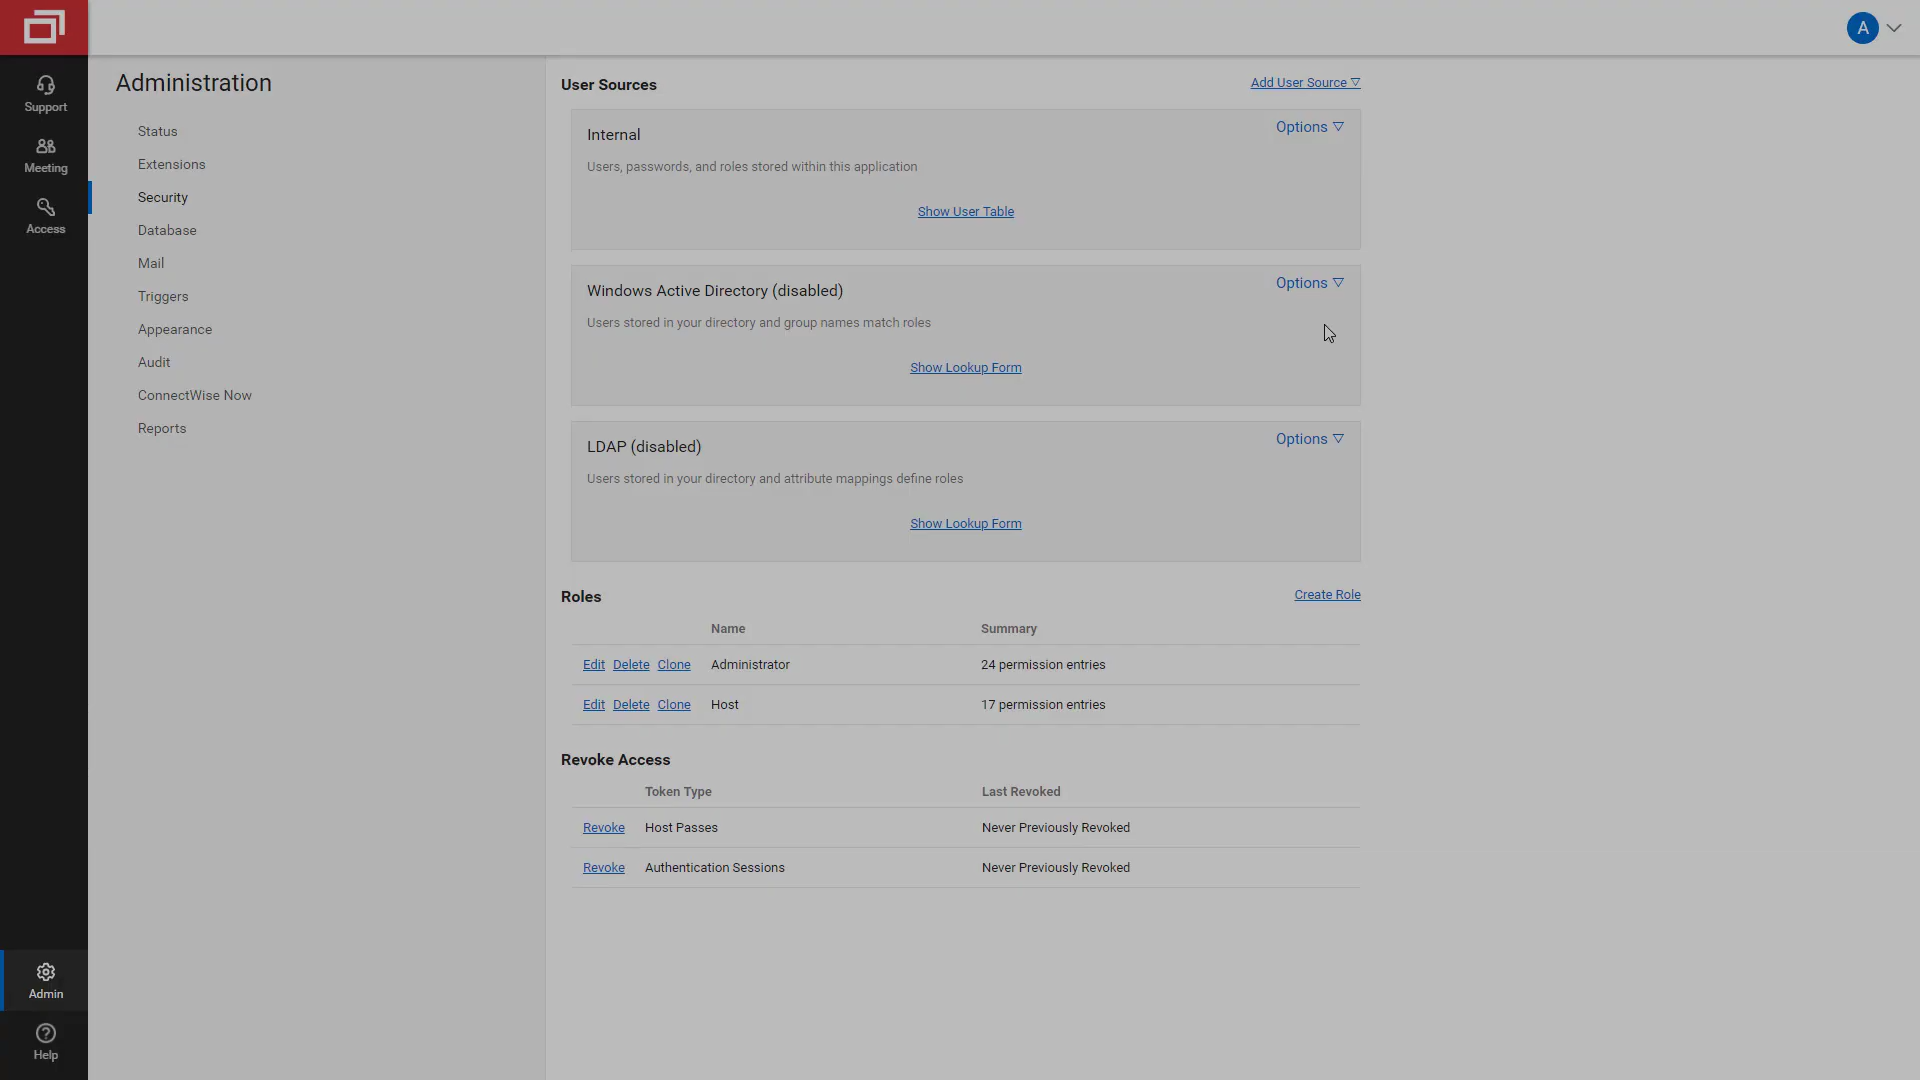 A
Support
Meeting
Access
Admin
Help
Administration
Status
Extensions
Security
Database
Mail
Triggers
Appearance
Audit
ConnectWise Now
Reports
User Sources
Add User Source
Internal
Options
Users, passwords, and roles stored within this application
Show User Table
Windows Active Directory (disabled)
Options
Users stored in your directory and group names match roles
Show Lookup Form
LDAP (disabled)
Options
Users stored in your directory and attribute mappings define roles
Show Lookup Form
Roles
Create Role
Name Summary
Edit Delete Clone Administrator 24 permission entries
Edit Delete Clone Host 17 permission entries
Revoke Access
Token Type Last Revoked
Revoke Host Passes Never Previously Revoked
Revoke Authentication Sessions Never Previously Revoked